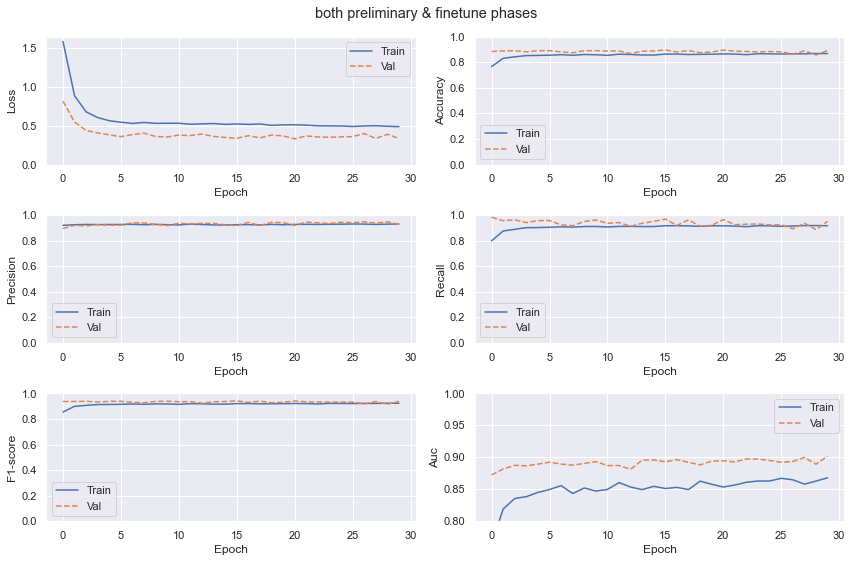 both preliminary & finetune phases
Loss
1.5
1.0
0.5
0.0
Train
Val
0 5 10 15 20 25 30
Epoch
Accuracy
1.0
0.8
0.6
0.4
0.2
0.0
Train
Val
0 5 10 15 20 25 30
Epoch
Precision
1.0
0.8
0.6
0.4
0.2
0.0
Train
Val
0 5 10 15 20 25 30
Epoch
Recall
1.0
0.8
0.6
0.4
0.2
0.0
Train
Val
0 5 10 15 20 25 30
Epoch
F1-score
1.0
0.8
0.6
0.4
0.2
0.0
Train
Val
0 5 10 15 20 25 30
Epoch
Auc
1.00
0.95
0.90
0.85
0.80
Train
Val
0 5 10 15 20 25 30
Epoch